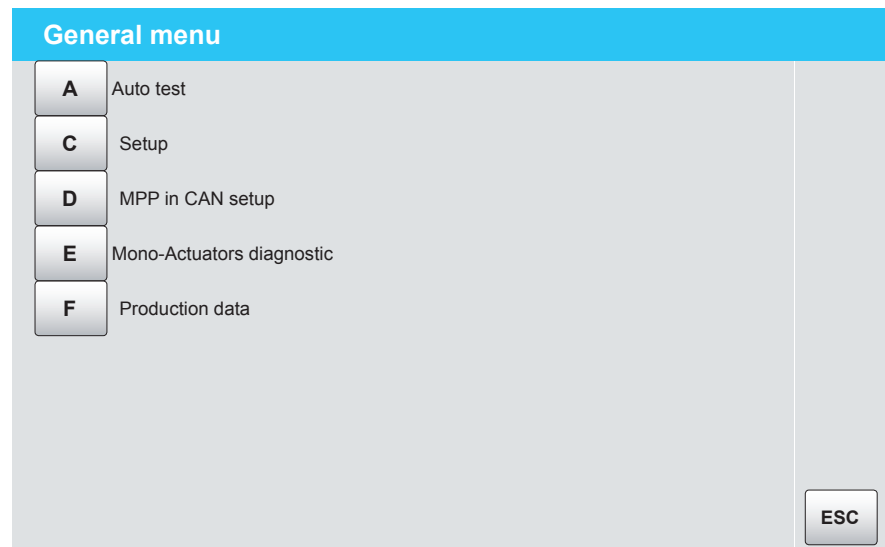 General menu
A Auto test
C Setup
D MPP in CAN setup
E Mono-Actuators diagnostic
F Production data
ESC